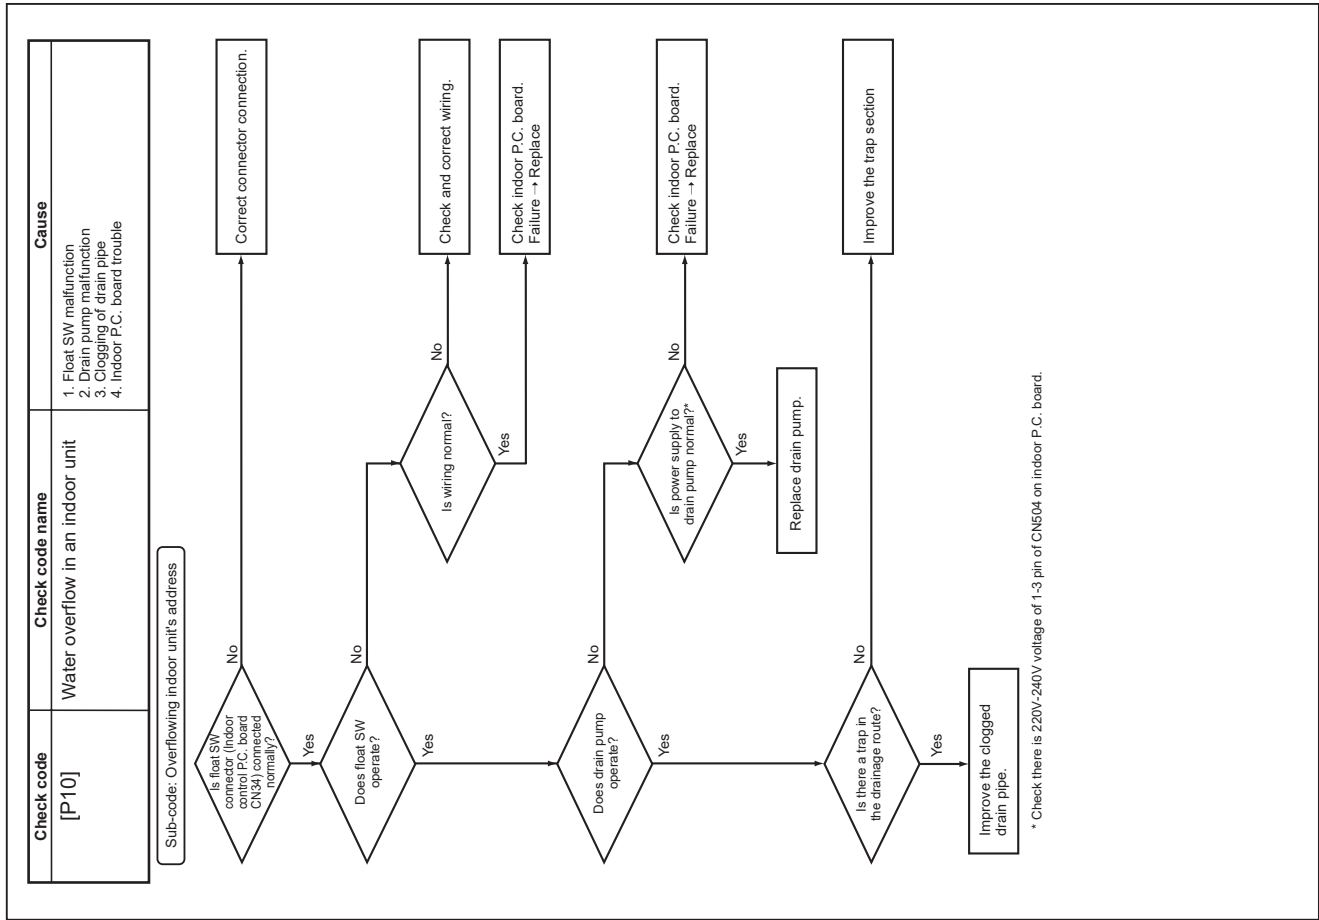 Check code
Check code name
Cause
[P10]
Water overflow in an indoor unit
1. Float SW malfunction
2. Drain pump malfunction
3. Clogging of drain pipe
4. Indoor P.C. board trouble
Sub-code: Overflowing indoor unit's address
Is float SW
connector (Indoor
control P.C. board
CN34) connected
normally?
No
Correct connector connection.
Yes
Does float SW
operate?
No
Is wiring normal?
No
Check and correct wiring.
Yes
Check indoor P.C. board.
Failure → Replace
Yes
Does drain pump
operate?
No
Is power supply to
drain pump normal?*
No
Check indoor P.C. board.
Failure → Replace
Yes
Replace drain pump.
Yes
Is there a trap in
the drainage route?
No
Improve the trap section
Yes
Improve the clogged
drain pipe.
* Check there is 220V-240V voltage of 1-3 pin of CN504 on indoor P.C. board.